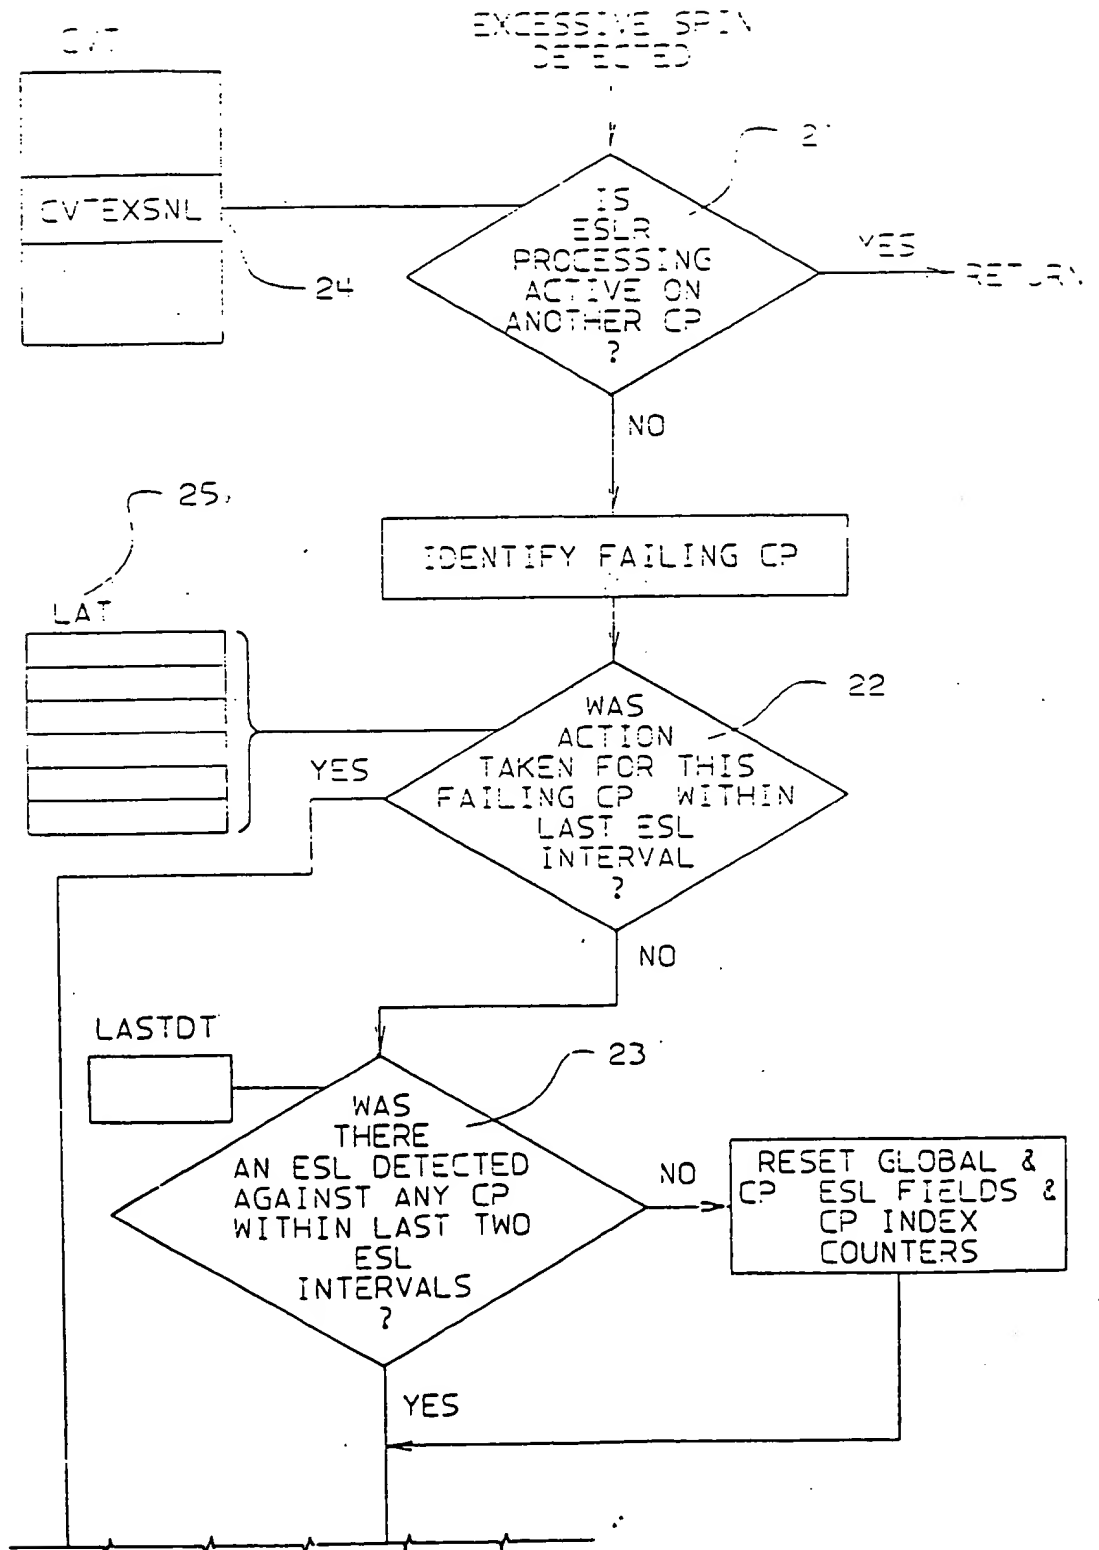 CVT
EXCESSIVE SPIN
DETECTED
CVTEXSNL
24
IS
ESLR
PROCESSING
ACTIVE ON
ANOTHER CP
?
YES
RETURN
NO
25
LAT
IDENTIFY FAILING CP
22
WAS
ACTION
TAKEN FOR THIS
FAILING CP WITHIN
LAST ESL
INTERVAL
?
YES
NO
LASTDT
23
WAS
THERE
AN ESL DETECTED
AGAINST ANY CP
WITHIN LAST TWO
ESL
INTERVALS
?
NO
RESET GLOBAL &
CP ESL FIELDS &
CP INDEX
COUNTERS
YES